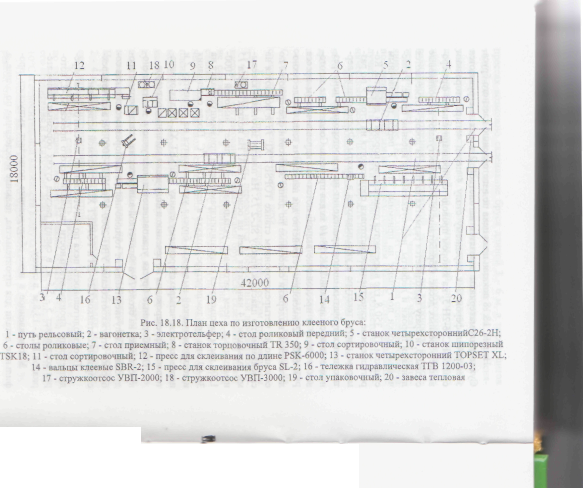 12 11 18 10 9 8 17 7 6 5 2 4
18000
42000
3 4 16 13 6 2 19 6 14 15 1 3 20
Рис. 18.18. План цеха по изготовлению клееного бруса:
1 - путь рельсовый; 2 - вагонетка; 3 - электротельфер; 4 - стол роликовый передний; 5 - станок четырехстороннийС26-2Н;
6 - столы роликовые; 7 - стол приемный; 8 - станок торцовочный TR 350; 9 - стол сортировочный; 10 - станок шипорезный
TSK18; 11 - стол сортировочный; 12 - пресс для склеивания по длине PSK-6000; 13 - станок четырехсторонний TOPSET XL;
14 - вальцы клеевые SBR-2; 15 - пресс для склеивания бруса SL-2; 16 - тележка гидравлическая ТГВ 1200-03;
17 - стружкоотсос УВП-2000; 18 - стружкоотсос УВП-3000; 19 - стол упаковочный; 20 - завеса тепловая